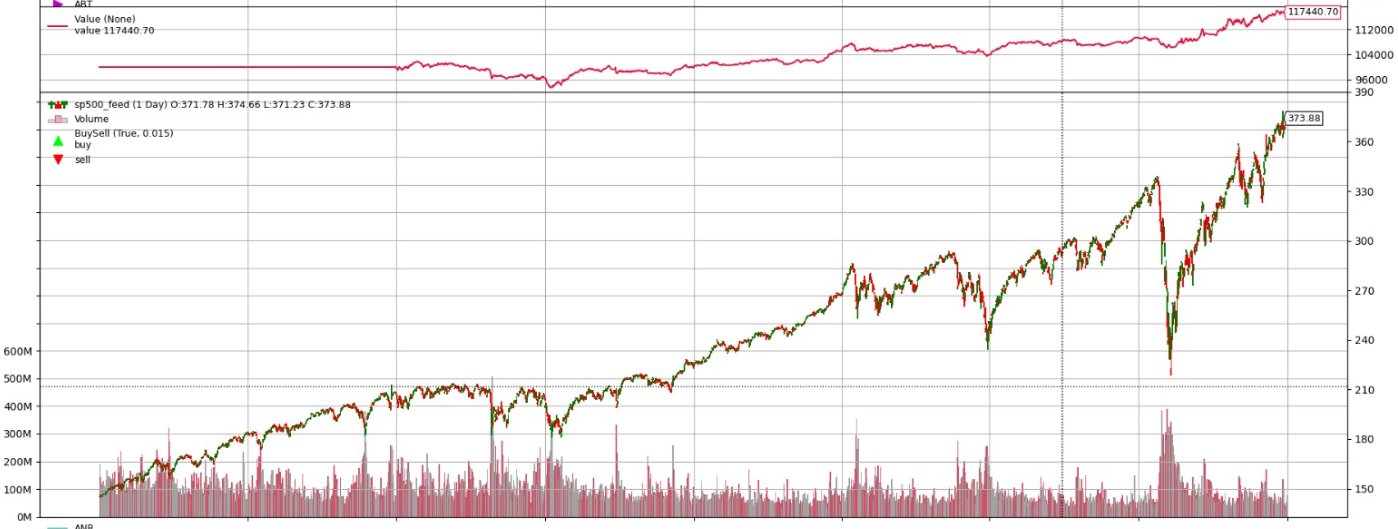 ABT
Value (None)
value 117440.70
117440.70
112000
104000
96000
390
sp500_feed (1 Day) O:371.78 H:374.66 L:371.23 C:373.88
Volume
BuySell (True, 0.015)
buy
sell
373.88
360
330
300
270
240
210
180
150
600M
500M
400M
300M
200M
100M
0M
ANB